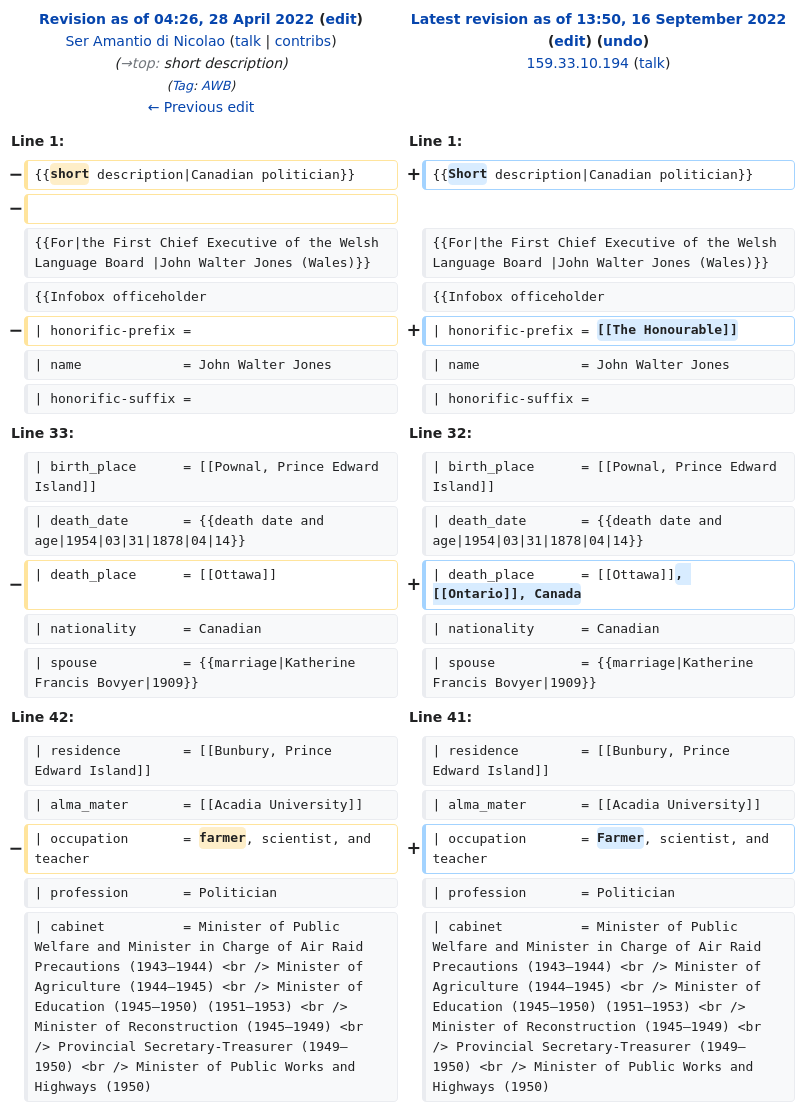 Revision as of 04:26, 28 April 2022 (edit)
Ser Amantio di Nicolao (talk | contribs)
(→top: short description)
(Tag: AWB)
← Previous edit
Latest revision as of 13:50, 16 September 2022
(edit) (undo)
159.33.10.194 (talk)
Line 1:
Line 1:
− {{short description|Canadian politician}}
+ {{Short description|Canadian politician}}
−
{{For|the First Chief Executive of the Welsh
Language Board |John Walter Jones (Wales)}}
{{For|the First Chief Executive of the Welsh
Language Board |John Walter Jones (Wales)}}
{{Infobox officeholder
{{Infobox officeholder
− | honorific-prefix =
+ | honorific-prefix = [[The Honourable]]
| name = John Walter Jones
| name = John Walter Jones
| honorific-suffix =
| honorific-suffix =
Line 33:
Line 32:
| birth_place = [[Pownal, Prince Edward
Island]]
| birth_place = [[Pownal, Prince Edward
Island]]
| death_date = {{death date and
age|1954|03|31|1878|04|14}}
| death_date = {{death date and
age|1954|03|31|1878|04|14}}
− | death_place = [[Ottawa]]
+ | death_place = [[Ottawa]],
[[Ontario]], Canada
| nationality = Canadian
| nationality = Canadian
| spouse = {{marriage|Katherine
Francis Bovyer|1909}}
| spouse = {{marriage|Katherine
Francis Bovyer|1909}}
Line 42:
Line 41:
| residence = [[Bunbury, Prince
Edward Island]]
| residence = [[Bunbury, Prince
Edward Island]]
| alma_mater = [[Acadia University]]
| alma_mater = [[Acadia University]]
− | occupation = farmer, scientist, and
teacher
+ | occupation = Farmer, scientist, and
teacher
| profession = Politician
| profession = Politician
| cabinet = Minister of Public
Welfare and Minister in Charge of Air Raid
Precautions (1943–1944) <br /> Minister of
Agriculture (1944–1945) <br /> Minister of
Education (1945–1950) (1951–1953) <br />
Minister of Reconstruction (1945–1949) <br
/> Provincial Secretary-Treasurer (1949–
1950) <br /> Minister of Public Works and
Highways (1950)
| cabinet = Minister of Public
Welfare and Minister in Charge of Air Raid
Precautions (1943–1944) <br /> Minister of
Agriculture (1944–1945) <br /> Minister of
Education (1945–1950) (1951–1953) <br />
Minister of Reconstruction (1945–1949) <br
/> Provincial Secretary-Treasurer (1949–
1950) <br /> Minister of Public Works and
Highways (1950)